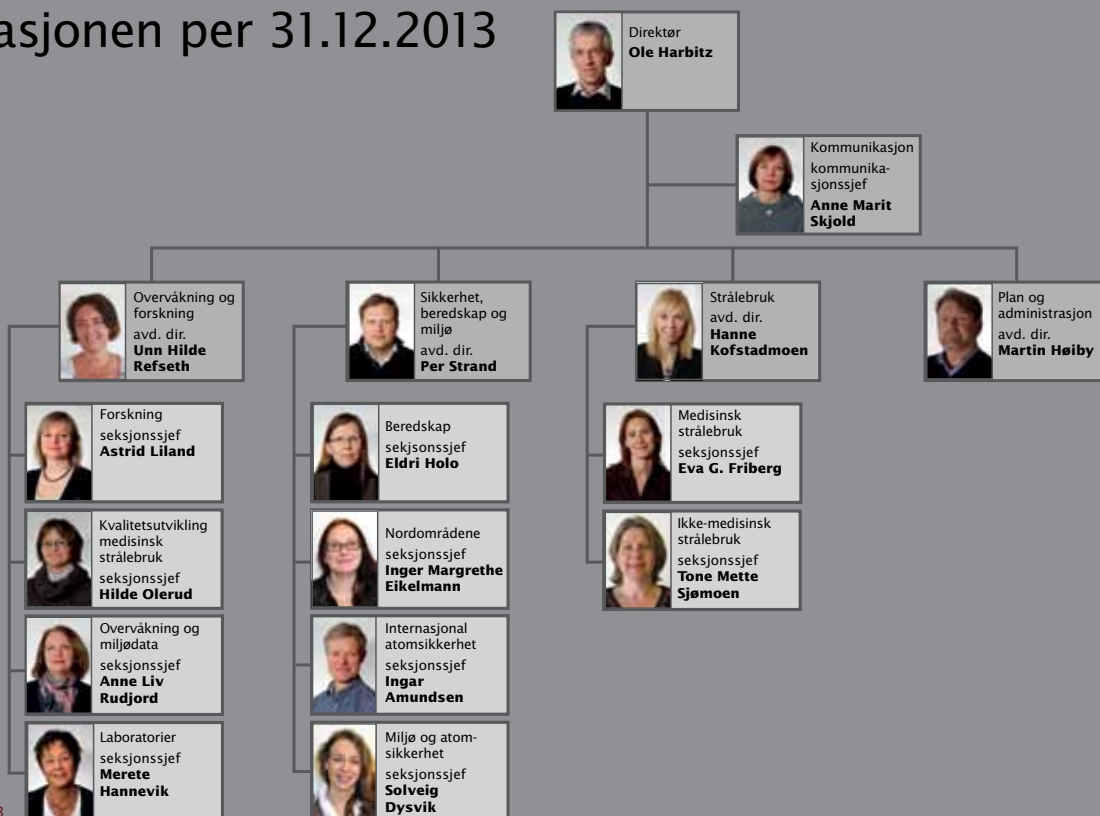 asjonen per 31.12.2013
Direktør
Ole Harbitz
Kommunikasjon
kommunika-
sjonssjef
Anne Marit
Skjold
Overvåkning og
forskning
avd. dir.
Unn Hilde
Refseth
Sikkerhet,
beredskap og
miljø
avd. dir.
Per Strand
Strålebruk
avd. dir.
Hanne
Kofstadmoen
Plan og
administrasjon
avd. dir.
Martin Høiby
Forskning
seksjonssjef
Astrid Liland
Kvalitetsutvikling
medisinsk
strålebruk
seksjonssjef
Hilde Olerud
Overvåkning og
miljødata
seksjonssjef
Anne Liv
Rudjord
Laboratorier
seksjonssjef
Merete
Hannevik
Beredskap
sekjsonssjef
Eldri Holo
Nordområdene
seksjonssjef
Inger Margrethe
Eikelmann
Internasjonal
atomsikkerhet
seksjonssjef
Ingar
Amundsen
Miljø og atom-
sikkerhet
seksjonssjef
Solveig
Dysvik
Medisinsk
strålebruk
seksjonssjef
Eva G. Friberg
Ikke-medisinsk
strålebruk
seksjonssjef
Tone Mette
Sjømoen
3